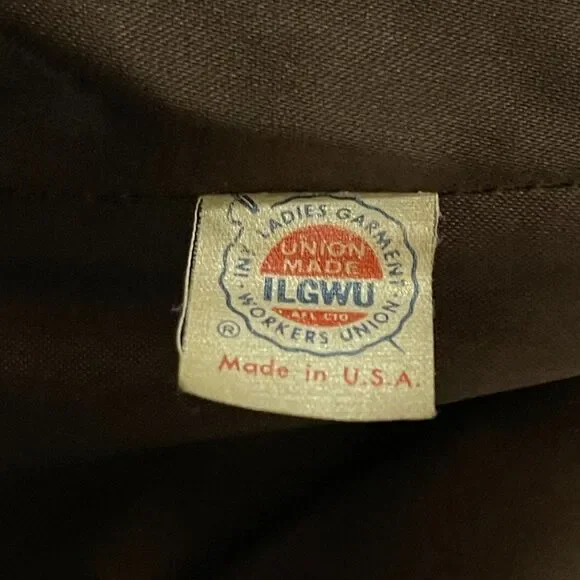 INT LADIES GARMENT
UNION
MADE
ILGWU
AFL CIO
WORKERS UNION
®
Made in U.S.A.